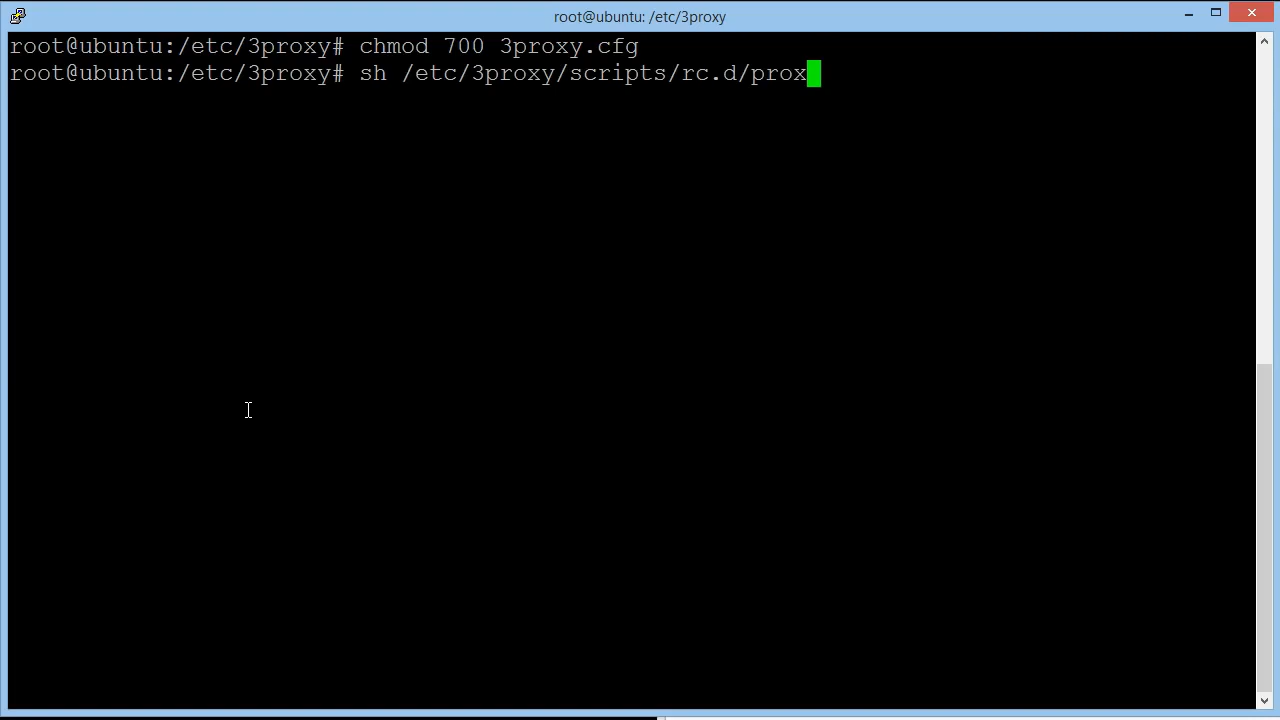 root@ubuntu: /etc/3proxy
root@ubuntu:/etc/3proxy# chmod 700 3proxy.cfg
root@ubuntu:/etc/3proxy# sh /etc/3proxy/scripts/rc.d/prox